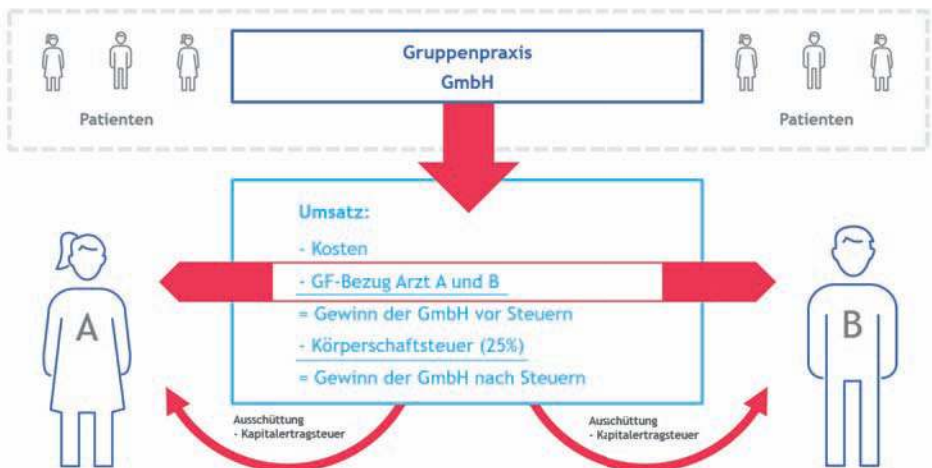 Gruppenpraxis
GmbH
Patienten
Patienten
Umsatz:
- Kosten
- GF-Bezug Arzt A und B
= Gewinn der GmbH vor Steuern
- Körperschaftsteuer (25%)
= Gewinn der GmbH nach Steuern
A
B
Ausschüttung
- Kapitalertragsteuer
Ausschüttung
- Kapitalertragsteuer